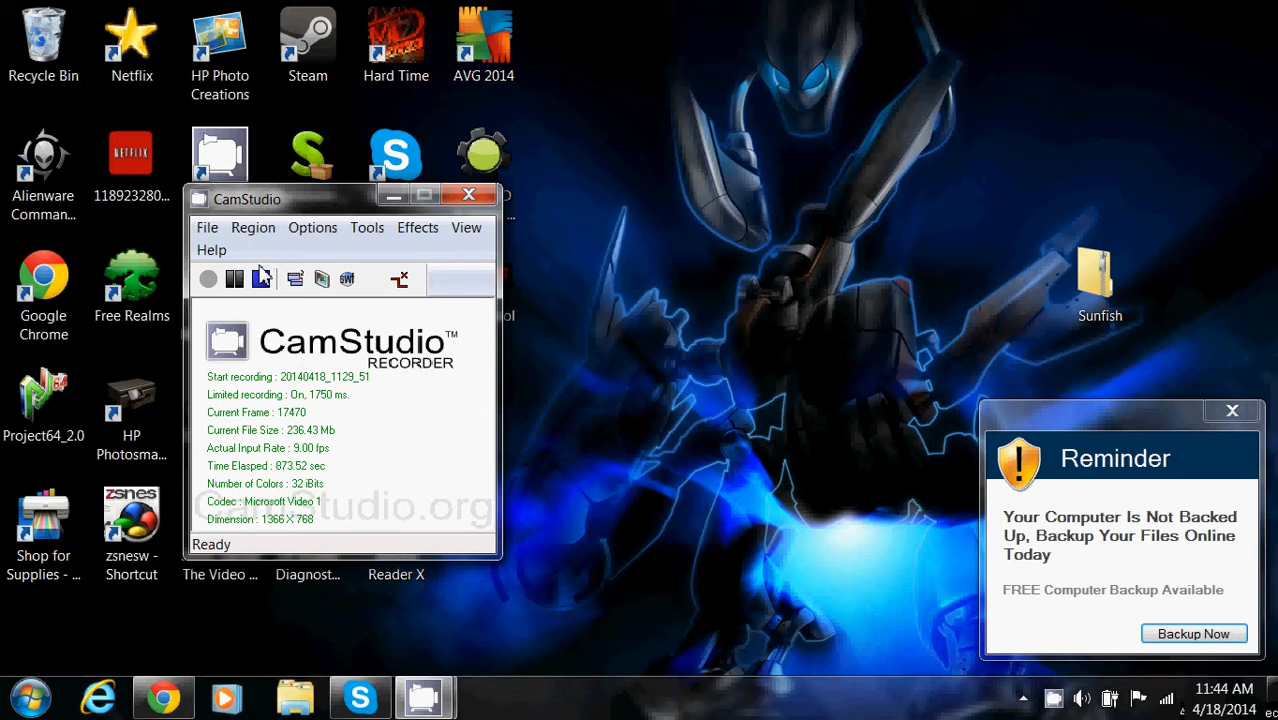 Recycle Bin
Netflix
HP Photo
Creations
Steam
MD
Hard Time
AVG 2014
Alienware
Comman...
NETFLIX
118923280...
S
S
Google
Chrome
Free Realms
Project64_2.0
HP
Photosma...
Shop for
Supplies - ...
zsnes
zsnesw -
Shortcut
The Video ...
Diagnost...
Reader X
CamStudio
File
Region
Options
Tools
Effects
View
Help
SWF
CamStudio™
RECORDER
Start recording : 20140418_1129_51
Limited recording : On, 1750 ms.
Current Frame : 17470
Current File Size : 236.43 Mb
Actual Input Rate : 9.00 fps
Time Elasped : 873.52 sec
Number of Colors : 32 iBits
Codec : Microsoft Video 1
Dimension : 1366 X 768
CamStudio.org
Ready
Sunfish
Reminder
Your Computer Is Not Backed
Up, Backup Your Files Online
Today
FREE Computer Backup Available
Backup Now
11:44 AM
4/18/2014